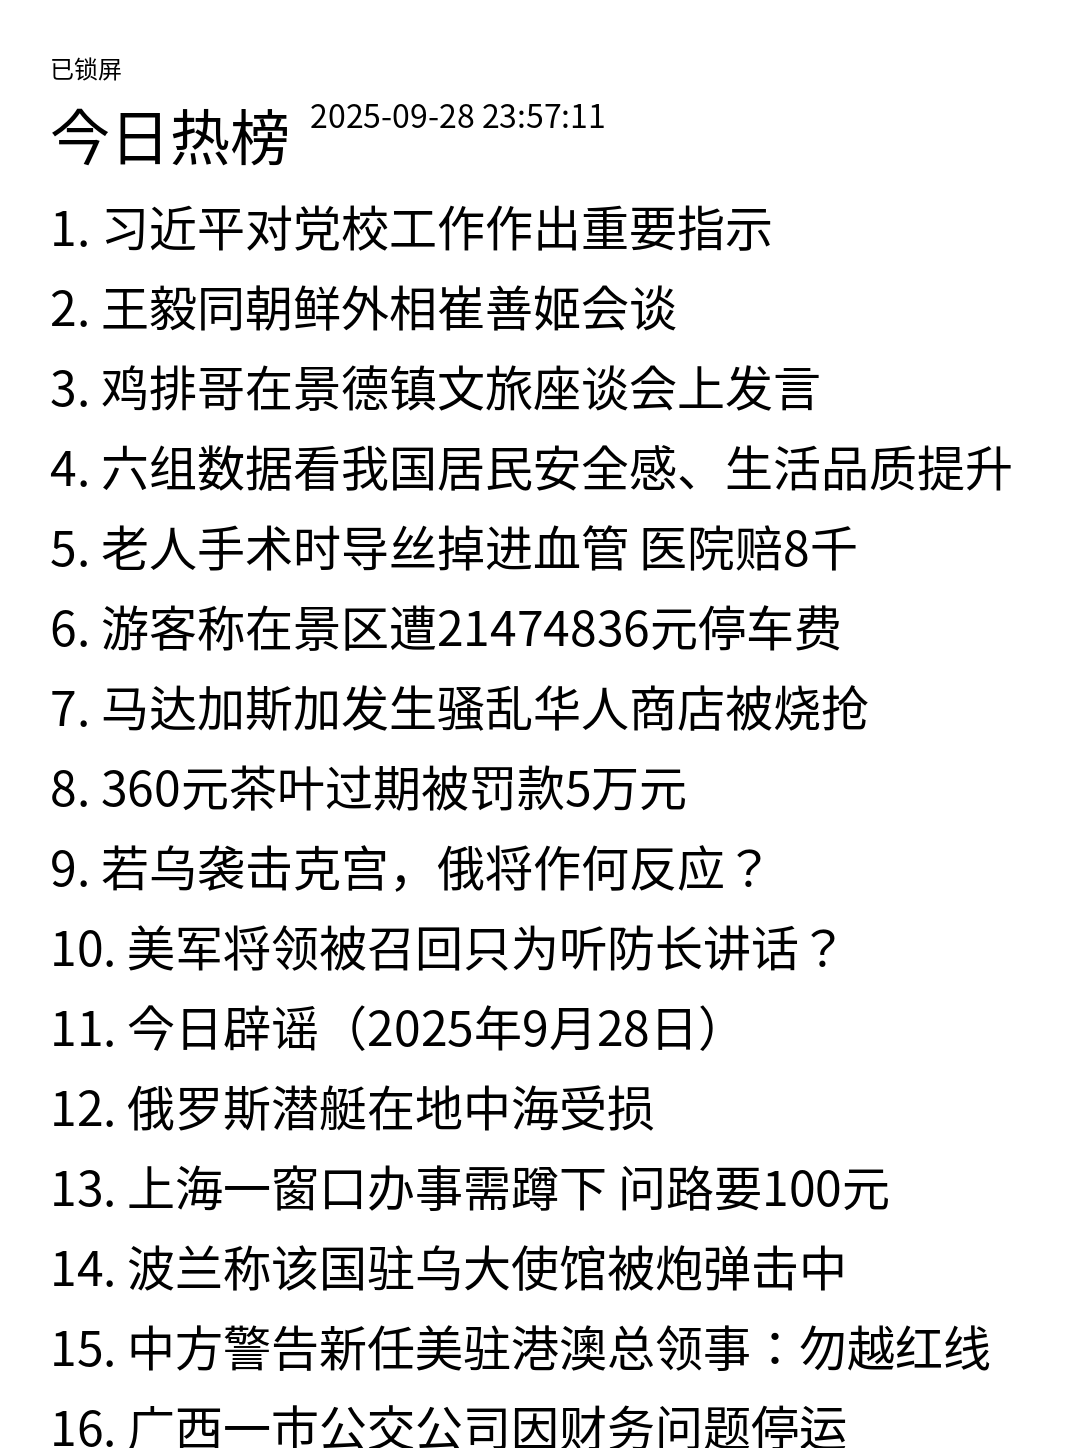 已锁屏
今日热榜 2025-09-28 23:57:11
1. 习近平对党校工作作出重要指示
2. 王毅同朝鲜外相崔善姬会谈
3. 鸡排哥在景德镇文旅座谈会上发言
4. 六组数据看我国居民安全感、生活品质提升
5. 老人手术时导丝掉进血管 医院赔8千
6. 游客称在景区遭21474836元停车费
7. 马达加斯加发生骚乱华人商店被烧抢
8. 360元茶叶过期被罚款5万元
9. 若乌袭击克宫，俄将作何反应？
10. 美军将领被召回只为听防长讲话？
11. 今日辟谣（2025年9月28日）
12. 俄罗斯潜艇在地中海受损
13. 上海一窗口办事需蹲下 问路要100元
14. 波兰称该国驻乌大使馆被炮弹击中
15. 中方警告新任美驻港澳总领事：勿越红线
16. 广西一市公交公司因财务问题停运